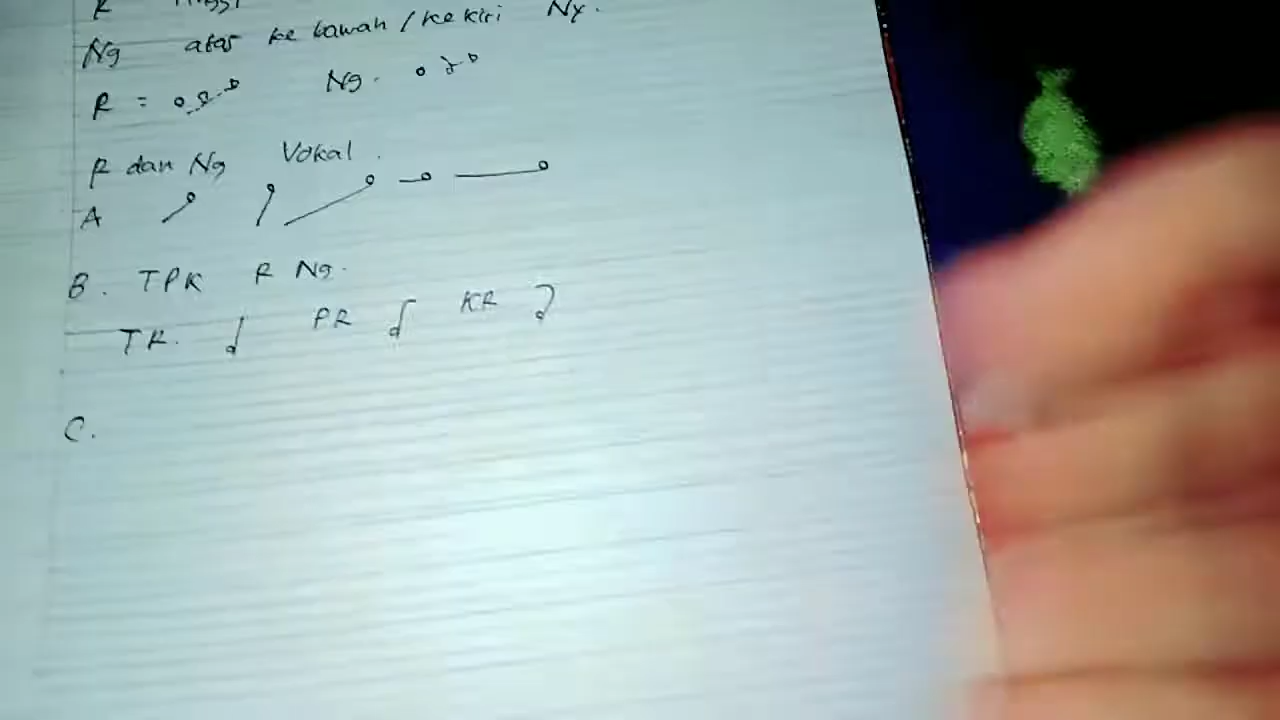 Ng atas ke bawah / ke kiri Ny.
R = Ng.
R dan Ng Vokal.
A
B. TPK R Ng.
TR. PR KR
C.